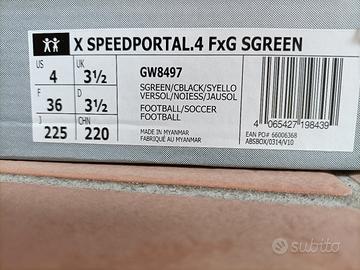 X SPEEDPORTAL.4 FxG SGREEN
US 4 UK 3½
F 36 D 3½
J 225 CHN 220
GW8497
SGREEN/CBLACK/SYELLO
VERSOL/NOIESS/JAUSOL
FOOTBALL/SOCCER
FOOTBALL
MADE IN MYANMAR
FABRIQUÉ AU MYANMAR
4 065427 198439
EAN PO# 66006368
ABSBOX/0314/V10
subito